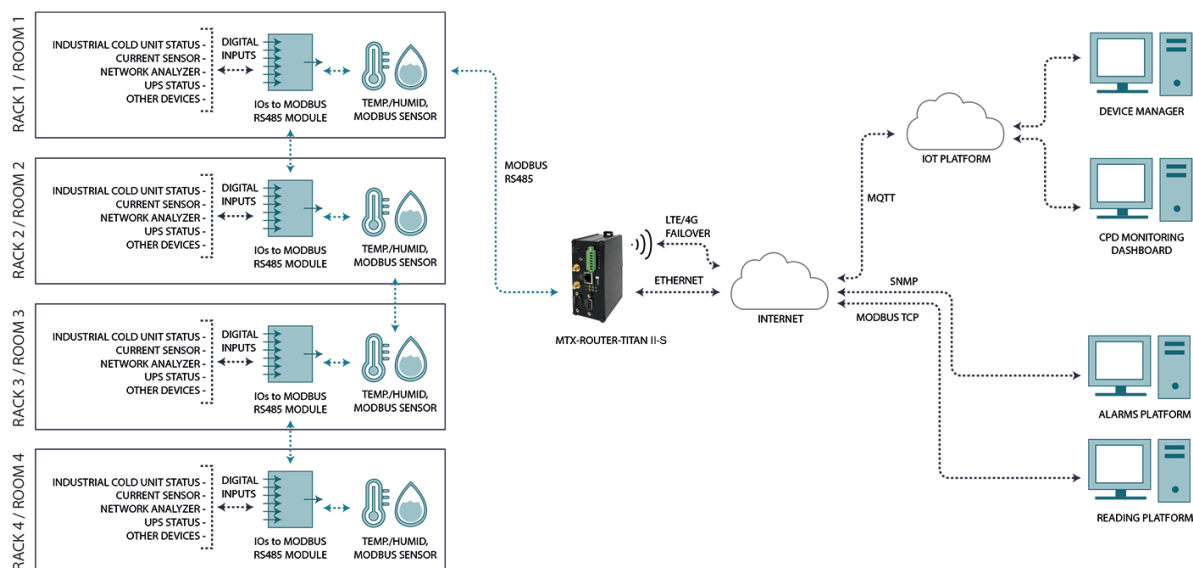 RACK 1 / ROOM 1
INDUSTRIAL COLD UNIT STATUS -
CURRENT SENSOR -
NETWORK ANALYZER -
UPS STATUS -
OTHER DEVICES -
DIGITAL
INPUTS
IOs to MODBUS
RS485 MODULE
TEMP./HUMID,
MODBUS SENSOR
RACK 2 / ROOM 2
INDUSTRIAL COLD UNIT STATUS -
CURRENT SENSOR -
NETWORK ANALYZER -
UPS STATUS -
OTHER DEVICES -
DIGITAL
INPUTS
IOs to MODBUS
RS485 MODULE
TEMP./HUMID,
MODBUS SENSOR
RACK 3 / ROOM 3
INDUSTRIAL COLD UNIT STATUS -
CURRENT SENSOR -
NETWORK ANALYZER -
UPS STATUS -
OTHER DEVICES -
DIGITAL
INPUTS
IOs to MODBUS
RS485 MODULE
TEMP./HUMID,
MODBUS SENSOR
RACK 4 / ROOM 4
INDUSTRIAL COLD UNIT STATUS -
CURRENT SENSOR -
NETWORK ANALYZER -
UPS STATUS -
OTHER DEVICES -
DIGITAL
INPUTS
IOs to MODBUS
RS485 MODULE
TEMP./HUMID,
MODBUS SENSOR
MODBUS
RS485
LTE/4G
FAILOVER
ETHERNET
MTX-ROUTER-TITAN II-S
INTERNET
MQTT
SNMP
MODBUS TCP
IOT PLATFORM
DEVICE MANAGER
CPD MONITORING
DASHBOARD
ALARMS PLATFORM
READING PLATFORM